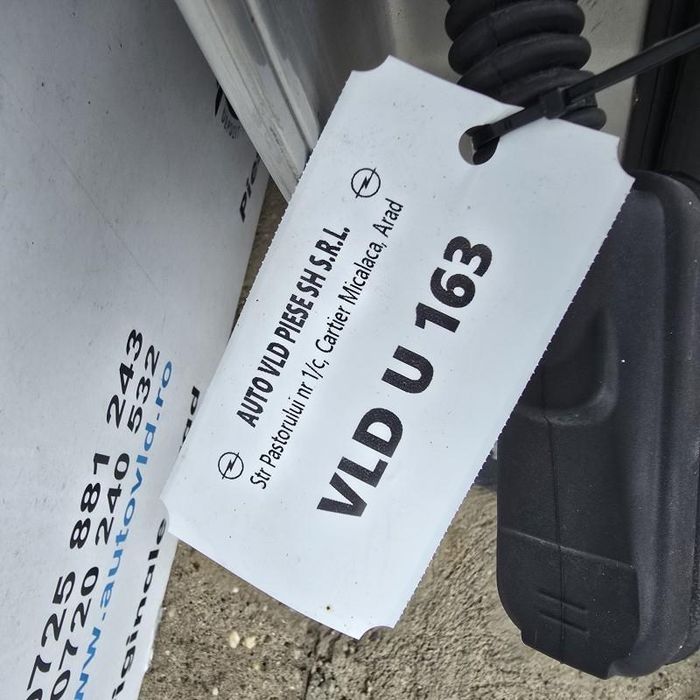 AUTO VLD PIESE SH S.R.L.
Str Pastorului nr 1/c, Cartier Micalaca, Arad
VLD U 163
0725 881 243
0720 240 532
www.autovld.ro